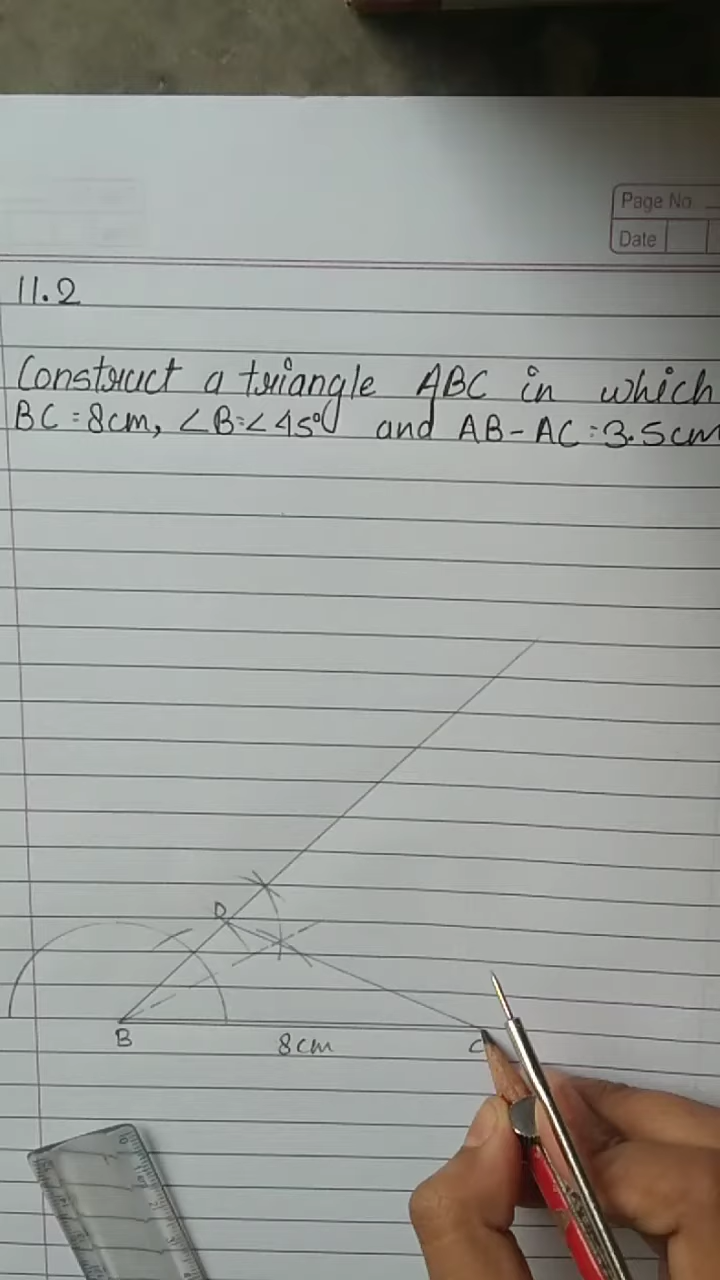 Page No
Date
11.2
Construct a triangle ABC in which
BC=8cm, ∠B=∠45° and AB-AC=3.5cm
D
B
8cm
C